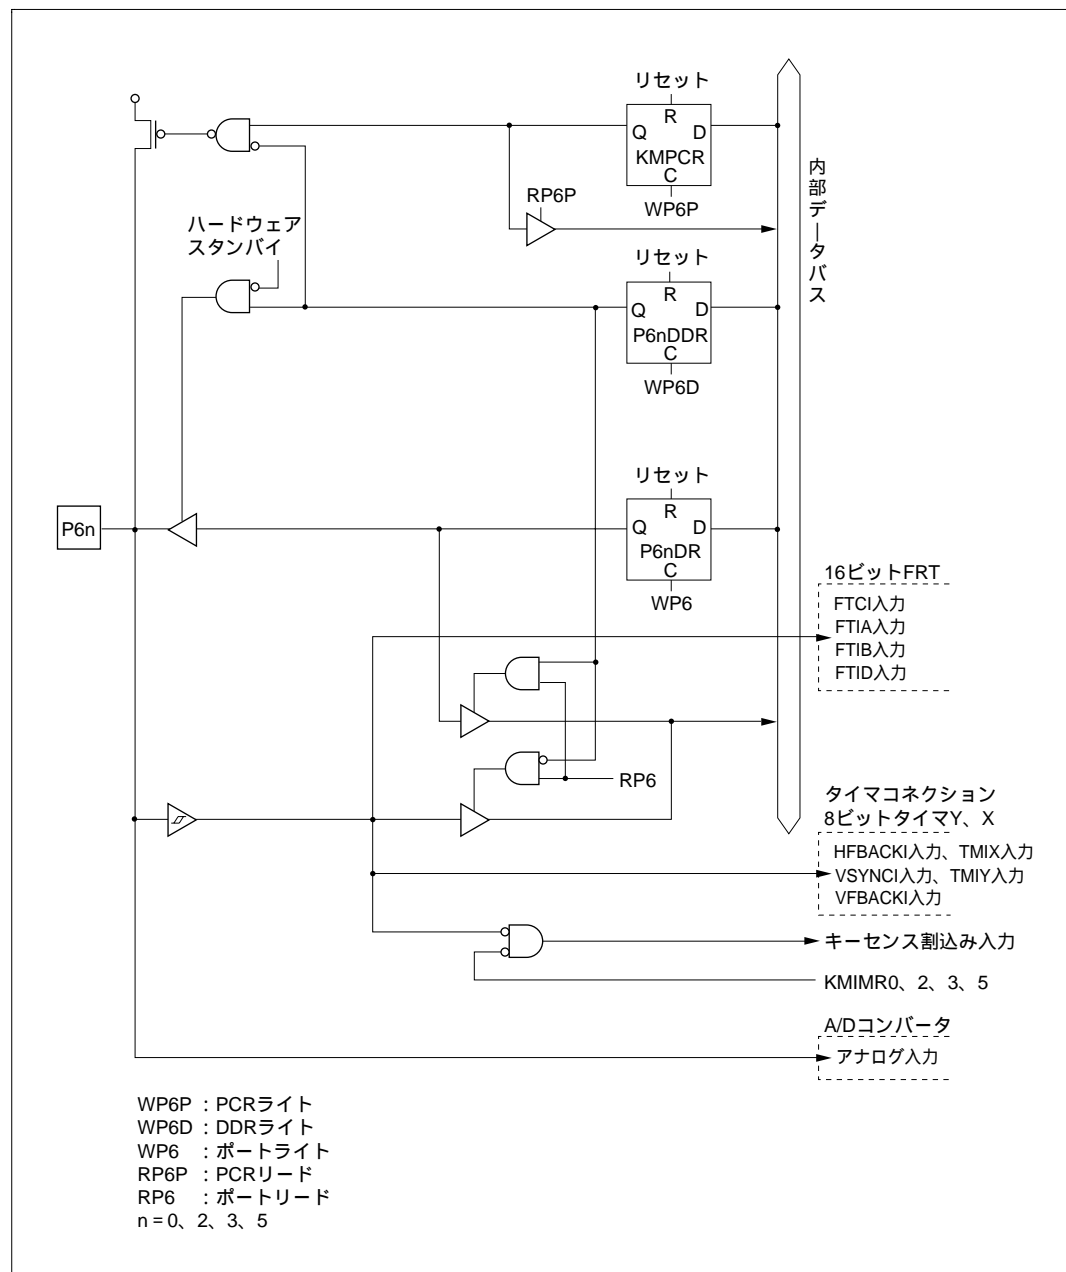 リセット
R
Q D
KMPCR
C
WP6P
RP6P
内部データバス
ハードウェア
スタンバイ
リセット
R
Q D
P6nDDR
C
WP6D
リセット
R
Q D
P6nDR
C
WP6
P6n
16ビットFRT
FTCI入力
FTIA入力
FTIB入力
FTID入力
RP6
タイマコネクション
8ビットタイマY、X
HFBACKI入力、TMIX入力
VSYNCI入力、TMIY入力
VFBACKI入力
キーセンス割込み入力
KMIMR0、2、3、5
A/Dコンバータ
アナログ入力
WP6P : PCRライト
WP6D : DDRライト
WP6 : ポートライト
RP6P : PCRリード
RP6 : ポートリード
n = 0、2、3、5